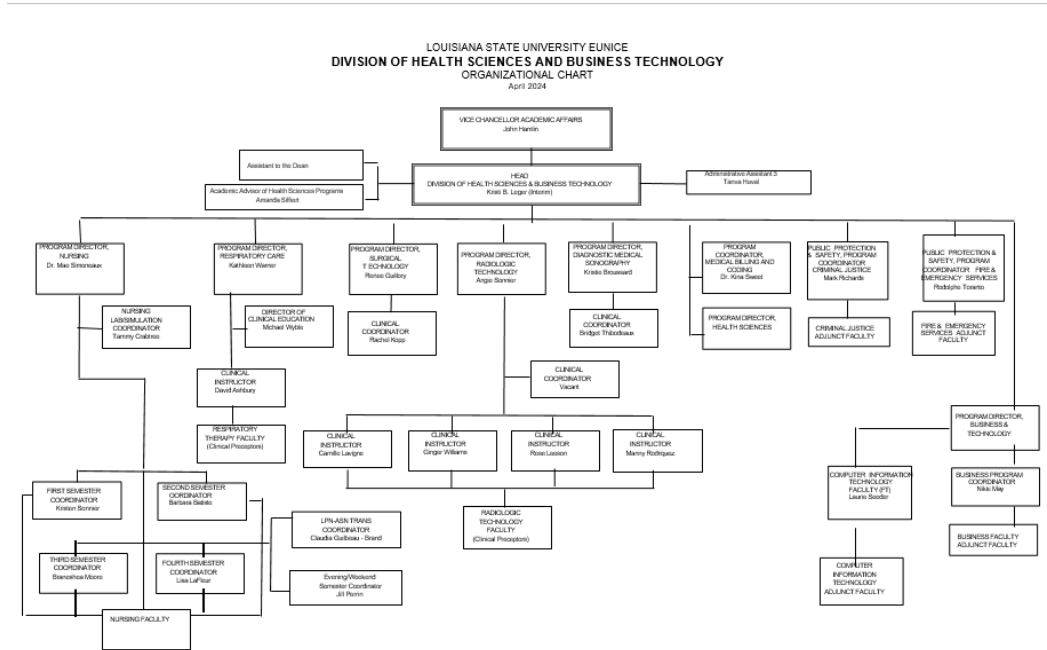 LOUISIANA STATE UNIVERSITY EUNICE
DIVISION OF HEALTH SCIENCES AND BUSINESS TECHNOLOGY
ORGANIZATIONAL CHART
April 2024
VICE CHANCELLOR ACADEMIC AFFAIRS
John Hamlin
Assistant to the Dean
Academic Advisor of Health Sciences Programs
Amanda
HEAD
DIVISION OF HEALTH SCIENCES & BUSINESS TECHNOLOGY
Kristi B. Leger (Interim)
Administrative Assistant 3
PROGRAM DIRECTOR,
NURSING
Dr. Mae Simoneaux
PROGRAM DIRECTOR,
RESPIRATORY CARE
Kathleen Warner
PROGRAM DIRECTOR,
SURGICAL
T ECHNOLOGY
Renee Guillory
PROGRAM DIRECTOR,
RADIOLOGIC
TECHNOLOGY
Angie Sonnier
PROGRAM DIRECTOR,
DIAGNOSTIC MEDICAL
SONOGRAPHY
Kristie Broussard
PROGRAM
COORDINATOR,
MEDICAL BILLING AND
CODING
Dr. Kina Sweet
PUBLIC PROTECTION
& SAFETY, PROGRAM
COORDINATOR
CRIMINAL JUSTICE
Mark Richards
PUBLIC PROTECTION &
SAFETY, PROGRAM
COORDINATOR FIRE &
EMERGENCY SERVICES
Rodolpho Toranto
NURSING
LAB/SIMULATION
COORDINATOR
Tammy Crabtree
DIRECTOR OF
CLINICAL EDUCATION
Michael Wyble
CLINICAL
COORDINATOR
Rachel Kopp
CLINICAL
COORDINATOR
Bridget Thibodeaux
PROGRAM DIRECTOR,
HEALTH SCIENCES
CRIMINAL JUSTICE
ADJUNCT FACULTY
FIRE & EMERGENCY
SERVICES ADJUNCT
FACULTY
CLINICAL
INSTRUCTOR
David Ashbury
CLINICAL
COORDINATOR
Vacant
RESPIRATORY
THERAPY FACULTY
(Clinical Preceptors)
CLINICAL
INSTRUCTOR
Camille Lavigne
CLINICAL
INSTRUCTOR
Ginger Williams
CLINICAL
INSTRUCTOR
Rose
CLINICAL
INSTRUCTOR
Manny Rodriquez
PROGRAM DIRECTOR,
BUSINESS &
TECHNOLOGY
COMPUTER INFORMATION
TECHNOLOGY
FACULTY (FT)
Laurie
BUSINESS PROGRAM
COORDINATOR
Nikki May
FIRST SEMESTER
COORDINATOR
Kristen Sonnier
SECOND SEMESTER
OORDINATOR
Barbara
LPN-ASN TRANS
COORDINATOR
Claudia Guilbeau - Brand
RADIOLOGIC
TECHNOLOGY
FACULTY
(Clinical Preceptors)
BUSINESS FACULTY
ADJUNCT FACULTY
THIRD SEMESTER
COORDINATOR
Moore
FOURTH SEMESTER
COORDINATOR
Lisa LaFleur
Evening/Weekend
Semester Coordinator
Jill Perrin
COMPUTER
INFORMATION
TECHNOLOGY
ADJUNCT FACULTY
NURSING FACULTY